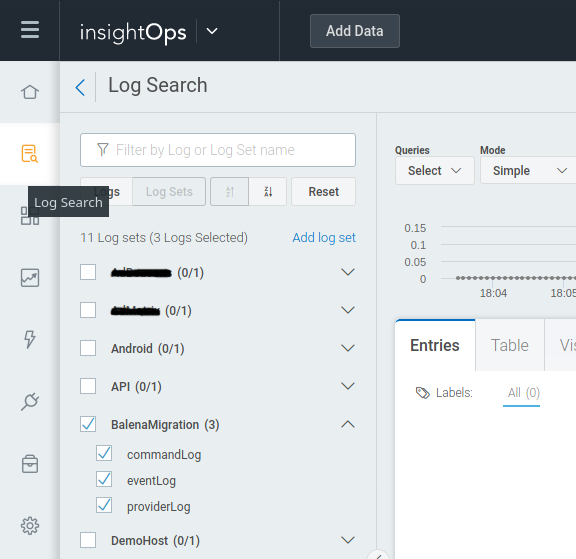 insightOps
Add Data
Log Search
Filter by Log or Log Set name
Logs
Log Sets
Reset
Log Search
11 Log sets (3 Logs Selected)
Add log set
(0/1)
(0/1)
Android (0/1)
API (0/1)
BalenaMigration (3)
commandLog
eventLog
providerLog
DemoHost (0/1)
Queries
Mode
Select
Simple
0.15
0.1
0.05
0
18:04
18:05
Entries
Table
Vis
Labels:
All (0)